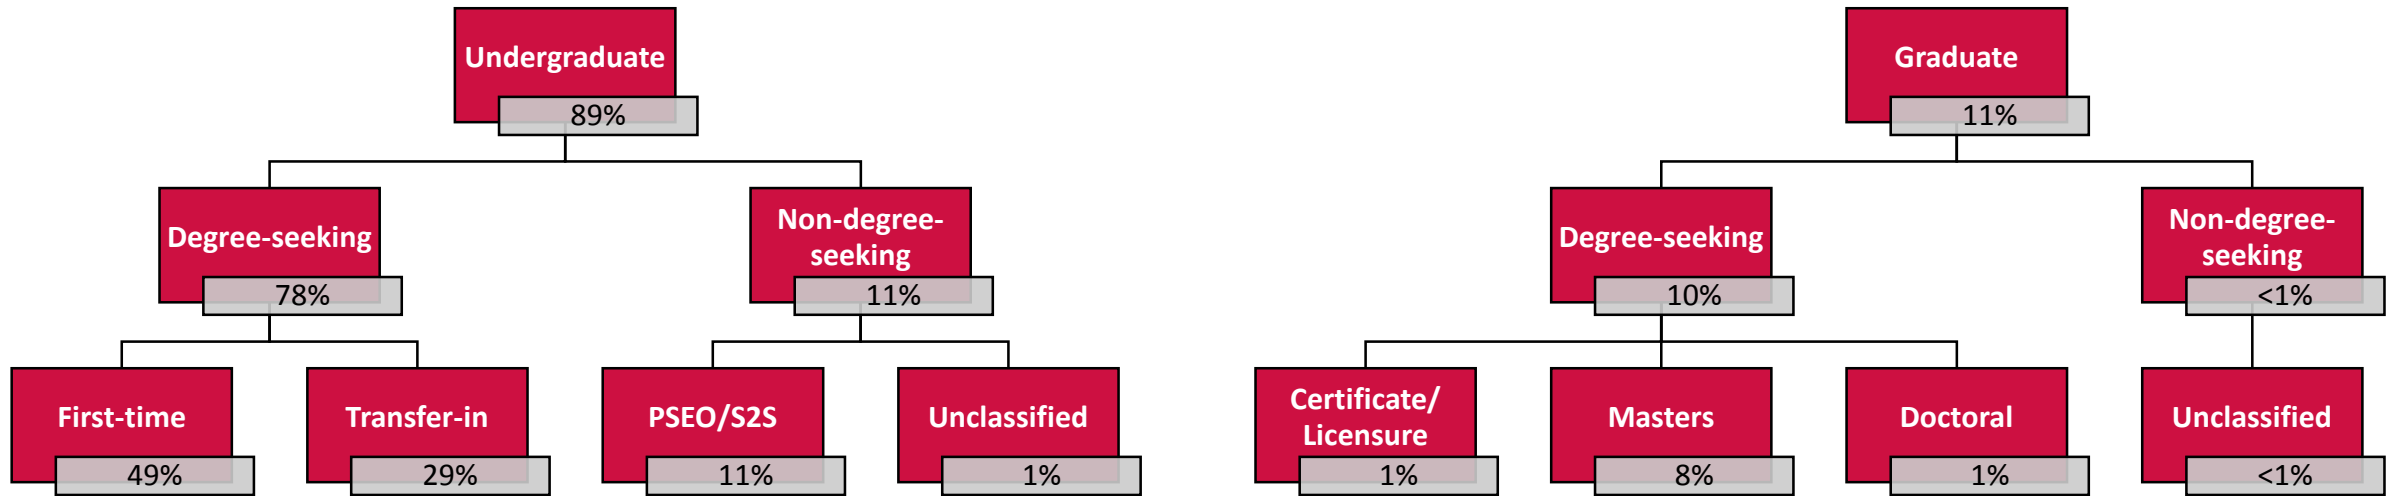 Undergraduate
89%
Graduate
11%
Degree-seeking
78%
Non-degree-
seeking
11%
Degree-seeking
10%
Non-degree-
seeking
<1%
First-time
49%
Transfer-in
29%
PSEO/S2S
11%
Unclassified
1%
Certificate/
Licensure
1%
Masters
8%
Doctoral
1%
Unclassified
<1%